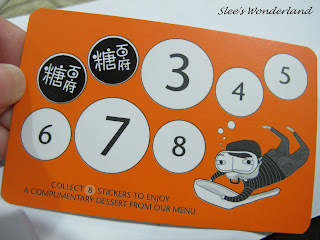 Slee's Wonderland
糖百府
糖百府
3
4
5
6
7
8
COLLECT 8 STICKERS TO ENJOY
A COMPLIMENTARY DESSERT FROM OUR MENU.